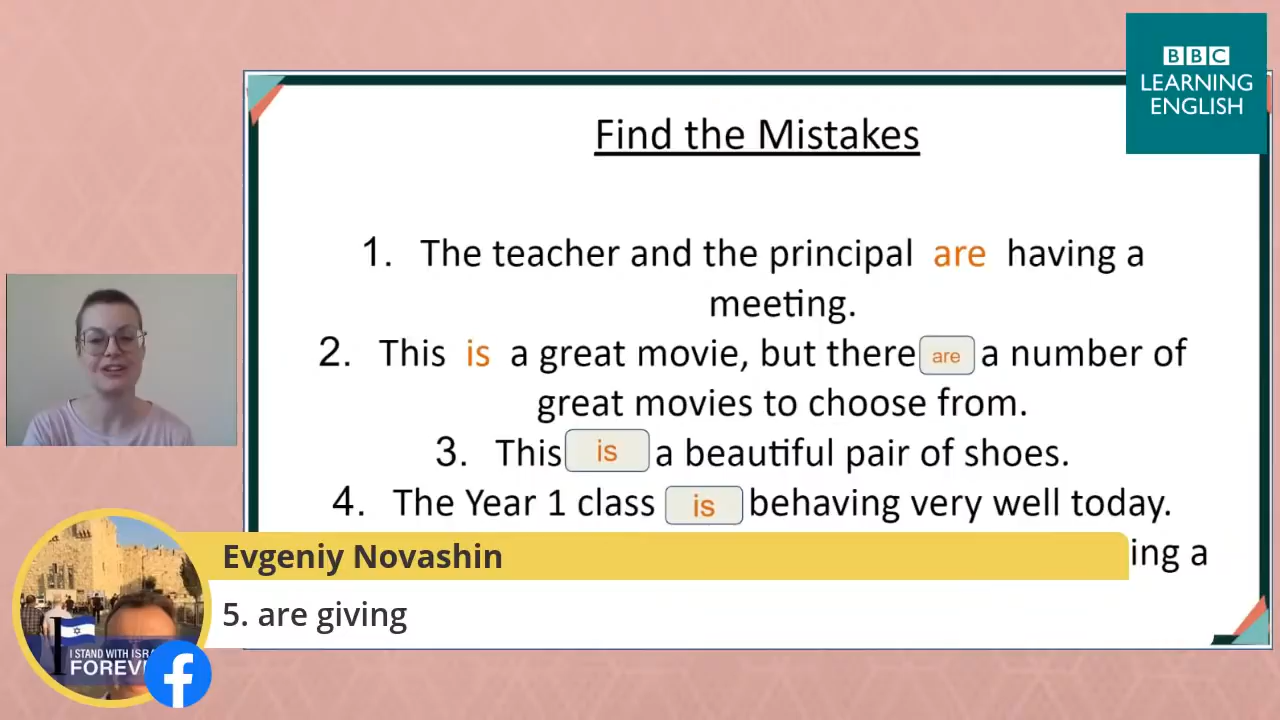 BBC
LEARNING
ENGLISH
Find the Mistakes
1. The teacher and the principal are having a
meeting.
2. This is a great movie, but there are a number of
great movies to choose from.
3. This is a beautiful pair of shoes.
4. The Year 1 class is behaving very well today.
ing a
Evgeniy Novashin
5. are giving
I STAND WITH ISRA
FOREV
f